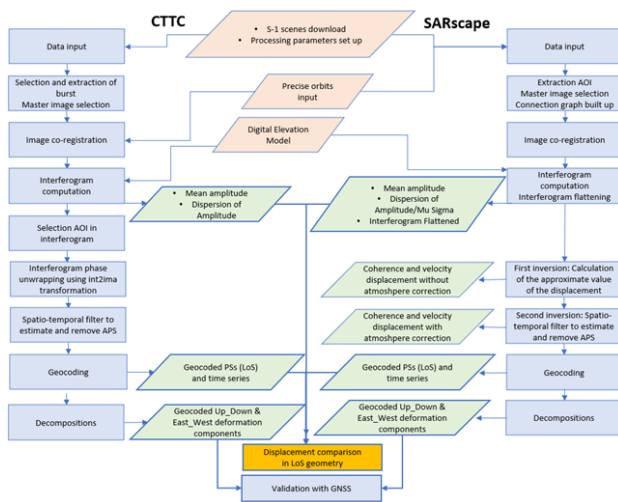 CTTC
SARscape
• S-1 scenes download
• Processing parameters set up
Data input
Data input
Selection and extraction of
burst
Master image selection
Precise orbits
input
Extraction AOI
Master image selection
Connection graph built up
Image co-registration
Digital Elevation
Model
Image co-registration
Interferogram
computation
• Mean amplitude
• Dispersion of
Amplitude
• Mean amplitude
• Dispersion of
Amplitude/Mu Sigma
• Interferogram Flattened
Interferogram
computation
Interferogram flattening
Selection AOI in
interferogram
Interferogram phase
unwrapping using int2ima
transformation
Coherence and velocity
displacement without
atmoshpere correction
First inversion: Calculation
of the approximate value
of the displacement
Spatio-temporal filter to
estimate and remove APS
Coherence and velocity
displacement with
atmoshpere correction
Second inversion: Spatio-
temporal filter to estimate
and remove APS
Geocoding
Geocoded PSs (LoS)
and time series
Geocoded PSs (LoS) and
time series
Geocoding
Decompositions
Geocoded Up_Down &
East_West deformation
components
Geocoded Up_Down &
East_West deformation
components
Decompositions
Displacement comparison
in LoS geometry
Validation with GNSS